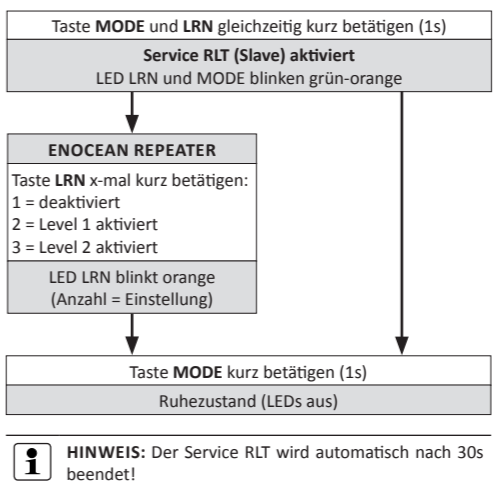 Taste MODE und LRN gleichzeitig kurz betätigen (1s)
Service RLT (Slave) aktiviert
LED LRN und MODE blinken grün-orange
ENOCEAN REPEATER
Taste LRN x-mal kurz betätigen:
1 = deaktiviert
2 = Level 1 aktiviert
3 = Level 2 aktiviert
LED LRN blinkt orange
(Anzahl = Einstellung)
Taste MODE kurz betätigen (1s)
Ruhezustand (LEDs aus)
HINWEIS: Der Service RLT wird automatisch nach 30s
beendet!